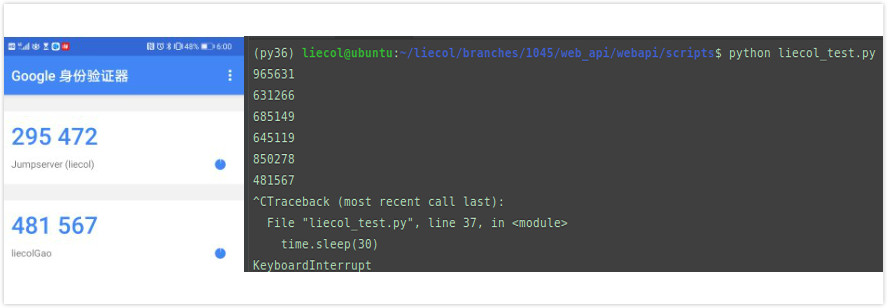 48% 6:00
Google 身份验证器
295 472
Jumpserver (liecol)
481 567
liecolGao
(py36) liecol@ubuntu:~/liecol/branches/1045/web_api/webapi/scripts$ python liecol_test.py
965631
631266
685149
645119
850278
481567
^CTraceback (most recent call last):
  File "liecol_test.py", line 37, in <module>
    time.sleep(30)
KeyboardInterrupt